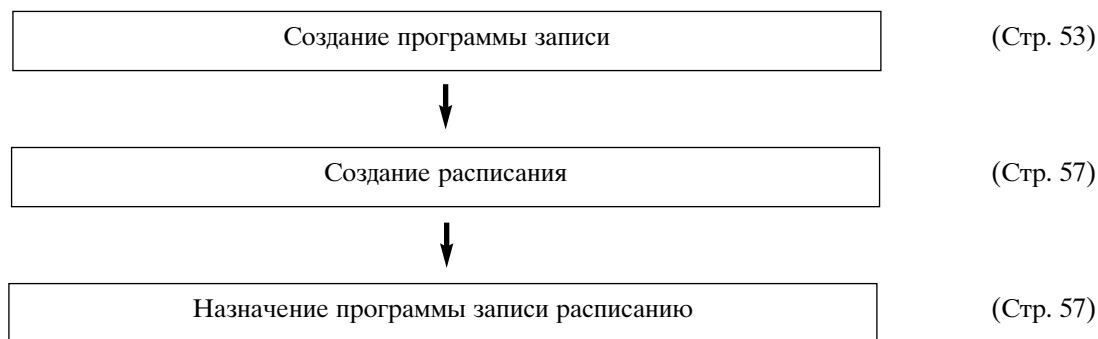 Создание программы записи (Стр. 53)
Создание расписания (Стр. 57)
Назначение программы записи расписанию (Стр. 57)